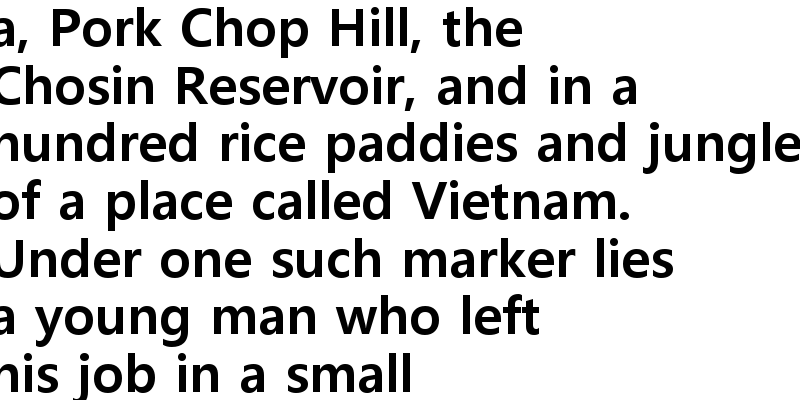 a, Pork Chop Hill, the
Chosin Reservoir, and in a
hundred rice paddies and jungle
of a place called Vietnam.
Under one such marker lies
a young man who left
his job in a small